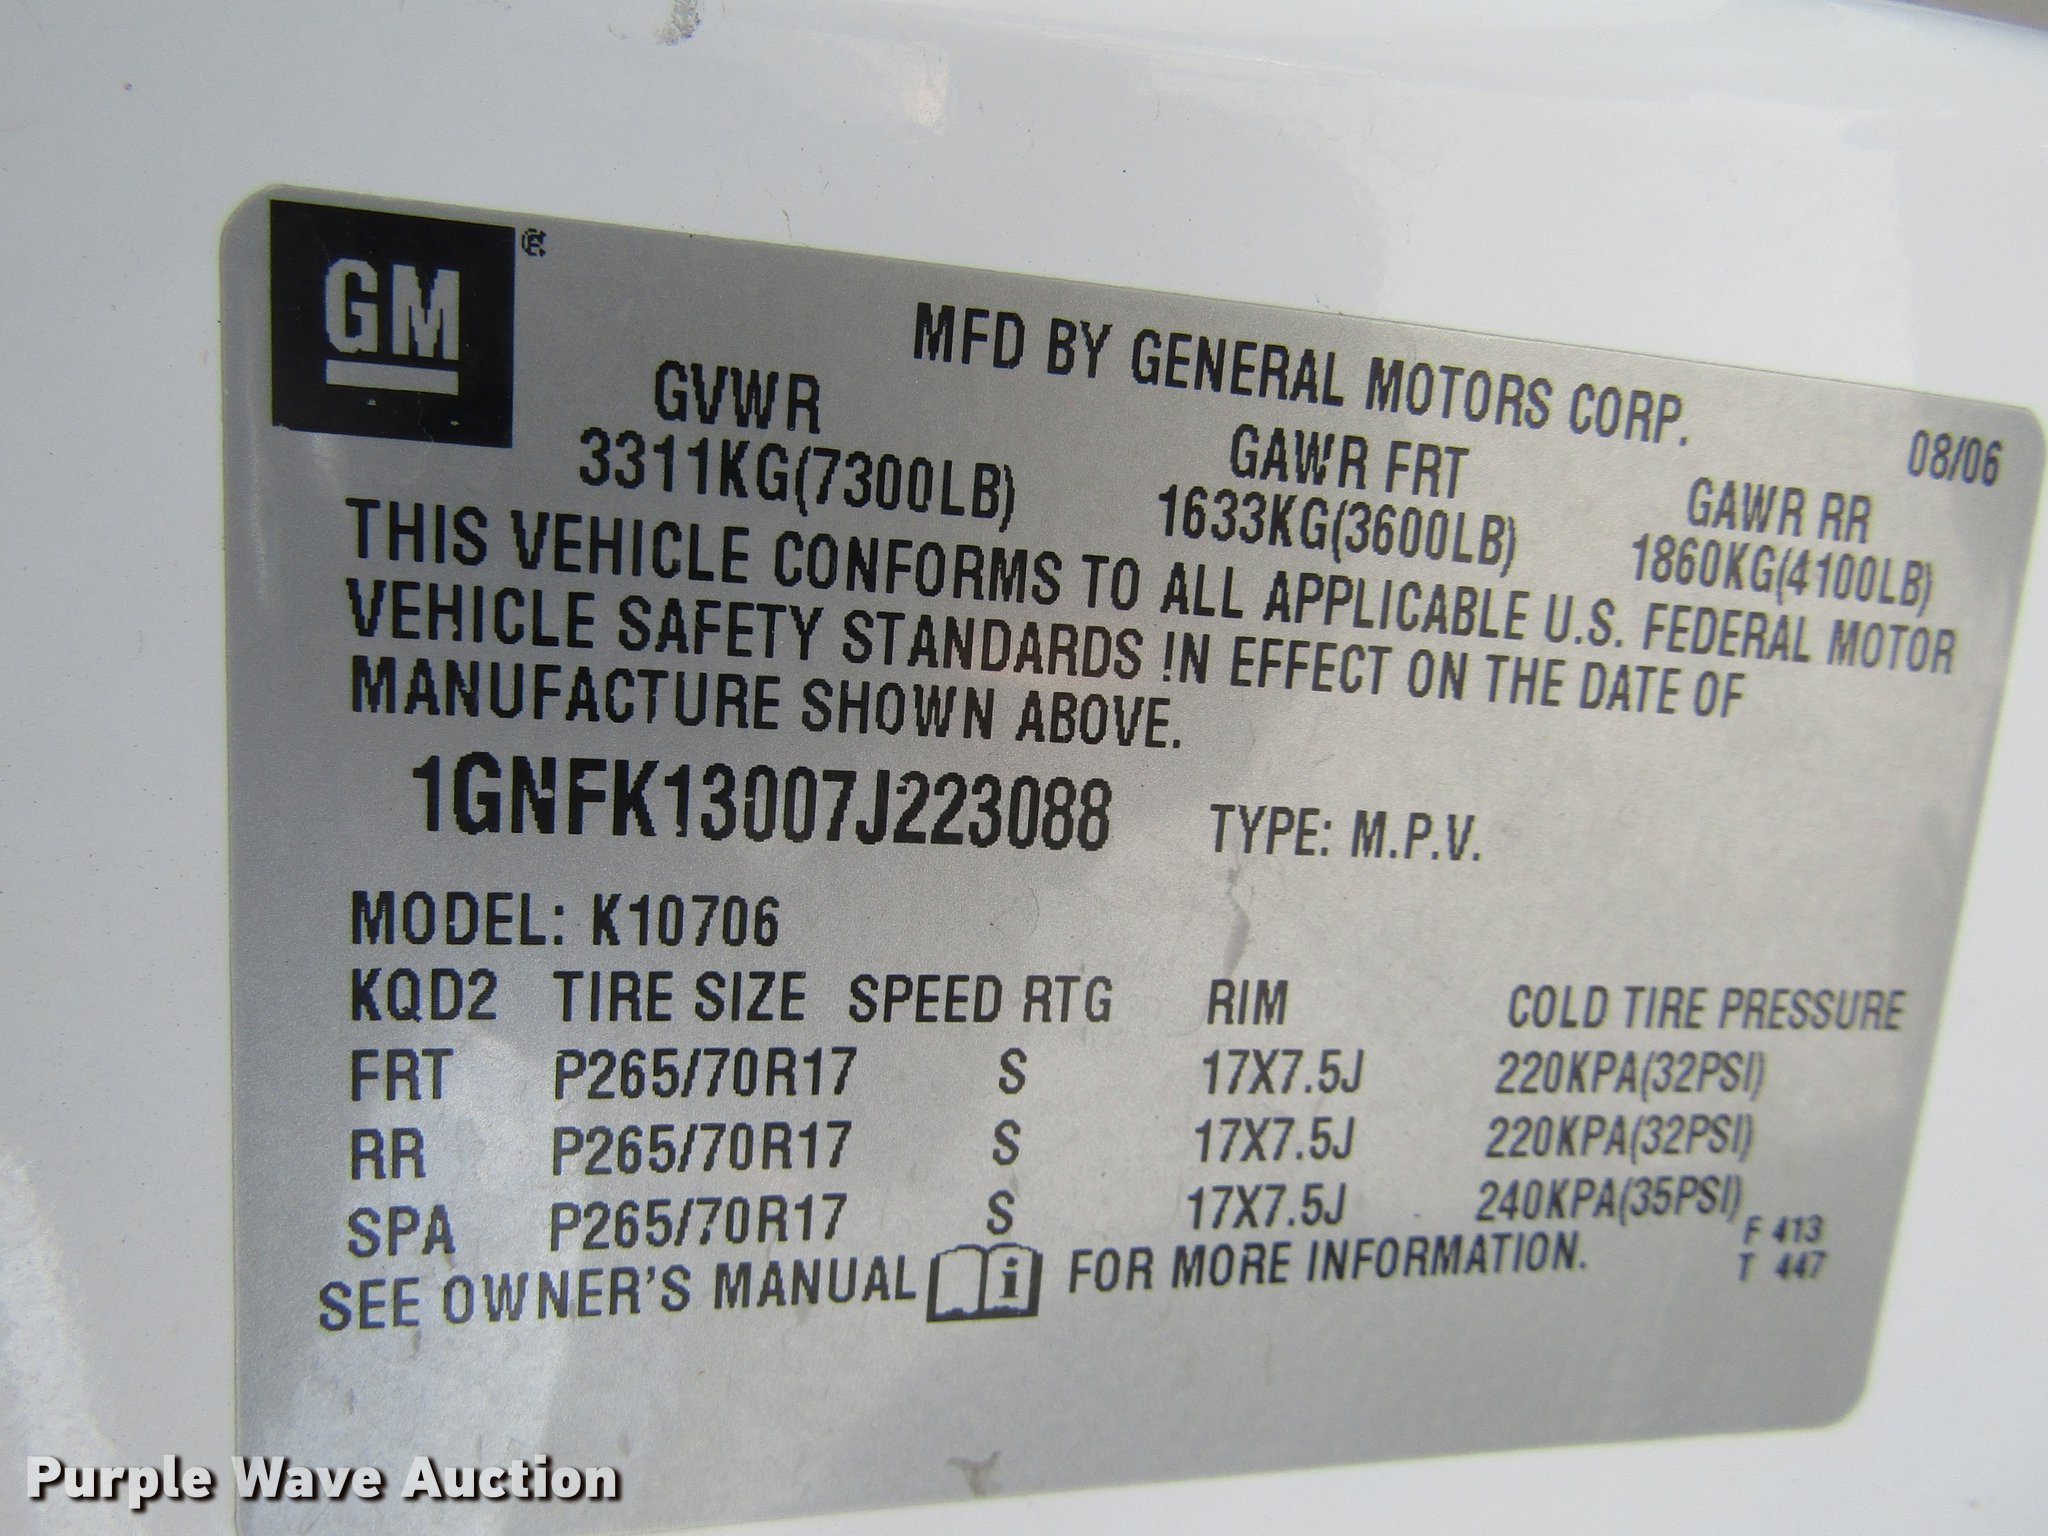 GM
MFD BY GENERAL MOTORS CORP.
08/06
GVWR GAWR FRT GAWR RR
3311KG(7300LB) 1633KG(3600LB) 1860KG(4100LB)
THIS VEHICLE CONFORMS TO ALL APPLICABLE U.S. FEDERAL MOTOR
VEHICLE SAFETY STANDARDS IN EFFECT ON THE DATE OF
MANUFACTURE SHOWN ABOVE.
1GNFK13007J223088 TYPE: M.P.V.
MODEL: K10706
KQD2 TIRE SIZE SPEED RTG RIM COLD TIRE PRESSURE
FRT P265/70R17 S 17X7.5J 220KPA(32PSI)
RR P265/70R17 S 17X7.5J 220KPA(32PSI)
SPA P265/70R17 S 17X7.5J 240KPA(35PSI)
F 413
T 447
SEE OWNER'S MANUAL i FOR MORE INFORMATION.
Purple Wave Auction